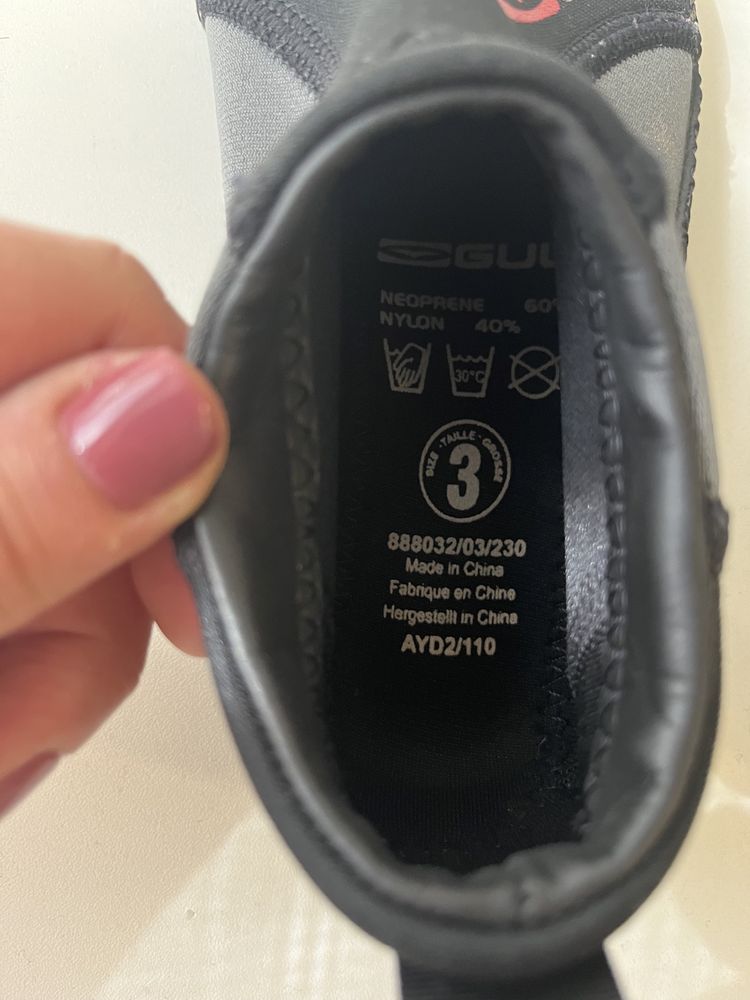 GUL
NEOPRENE 60%
NYLON 40%
30°C
SIZE · TAILLE · GROSSE
3
888032/03/230
Made in China
Fabrique en Chine
Hergestellt in China
AYD2/110